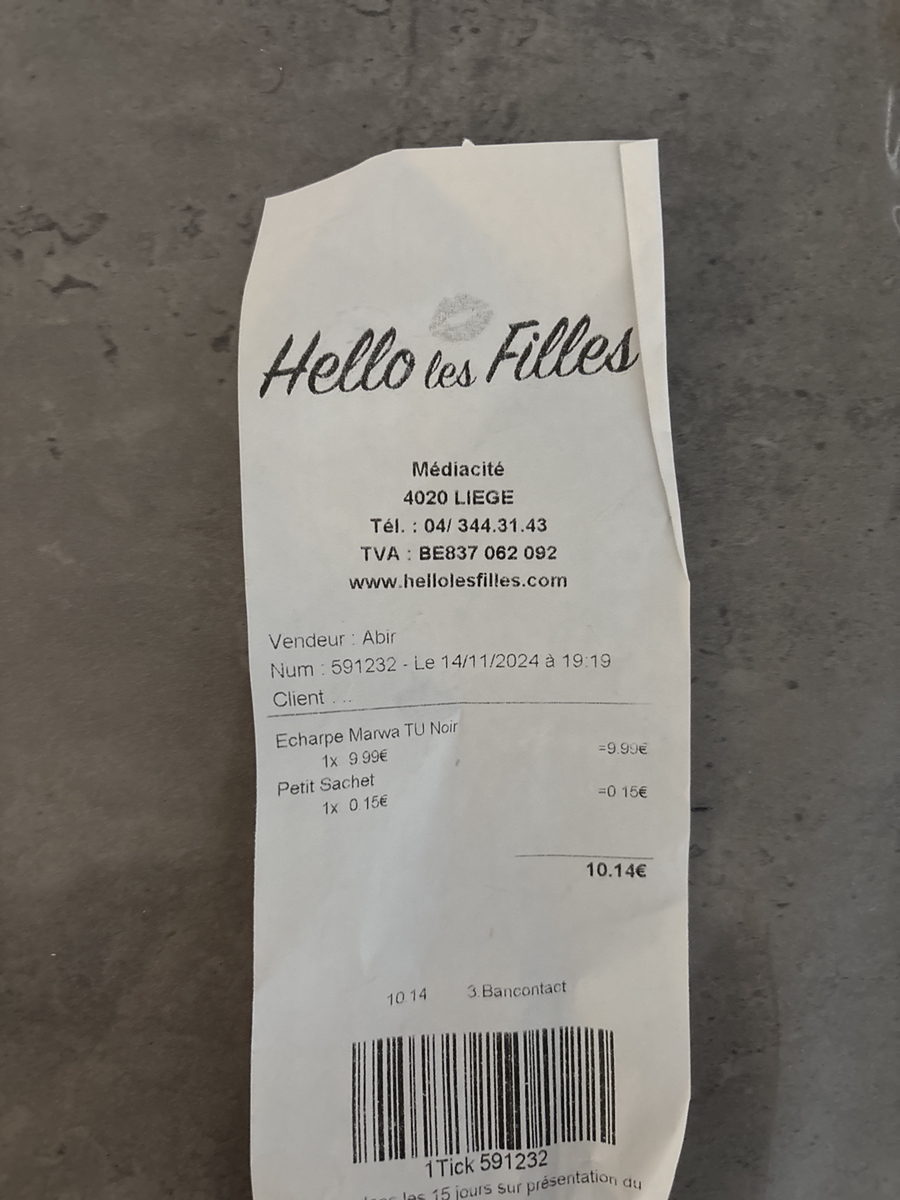 Hello les Filles
Médiacité
4020 LIEGE
Tél. : 04/ 344.31.43
TVA : BE837 062 092
www.hellolesfilles.com
Vendeur : Abir
Num : 591232 - Le 14/11/2024 à 19:19
Client : ..
Echarpe Marwa TU Noir
1x 9.99€ =9.99€
Petit Sachet
1x 0.15€ =0.15€
10.14€
10.14 3.Bancontact
1Tick 591232
les 15 jours sur présentation du